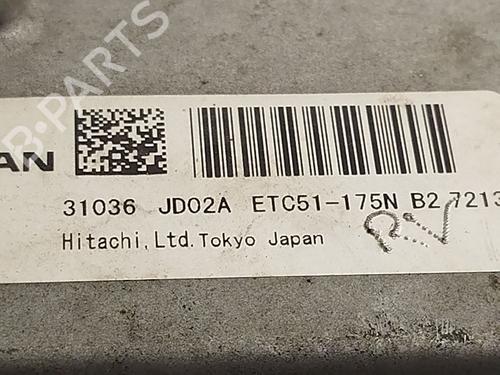 AN
31036 JD02A ETC51-175N B2 7213
Hitachi,Ltd.Tokyo Japan